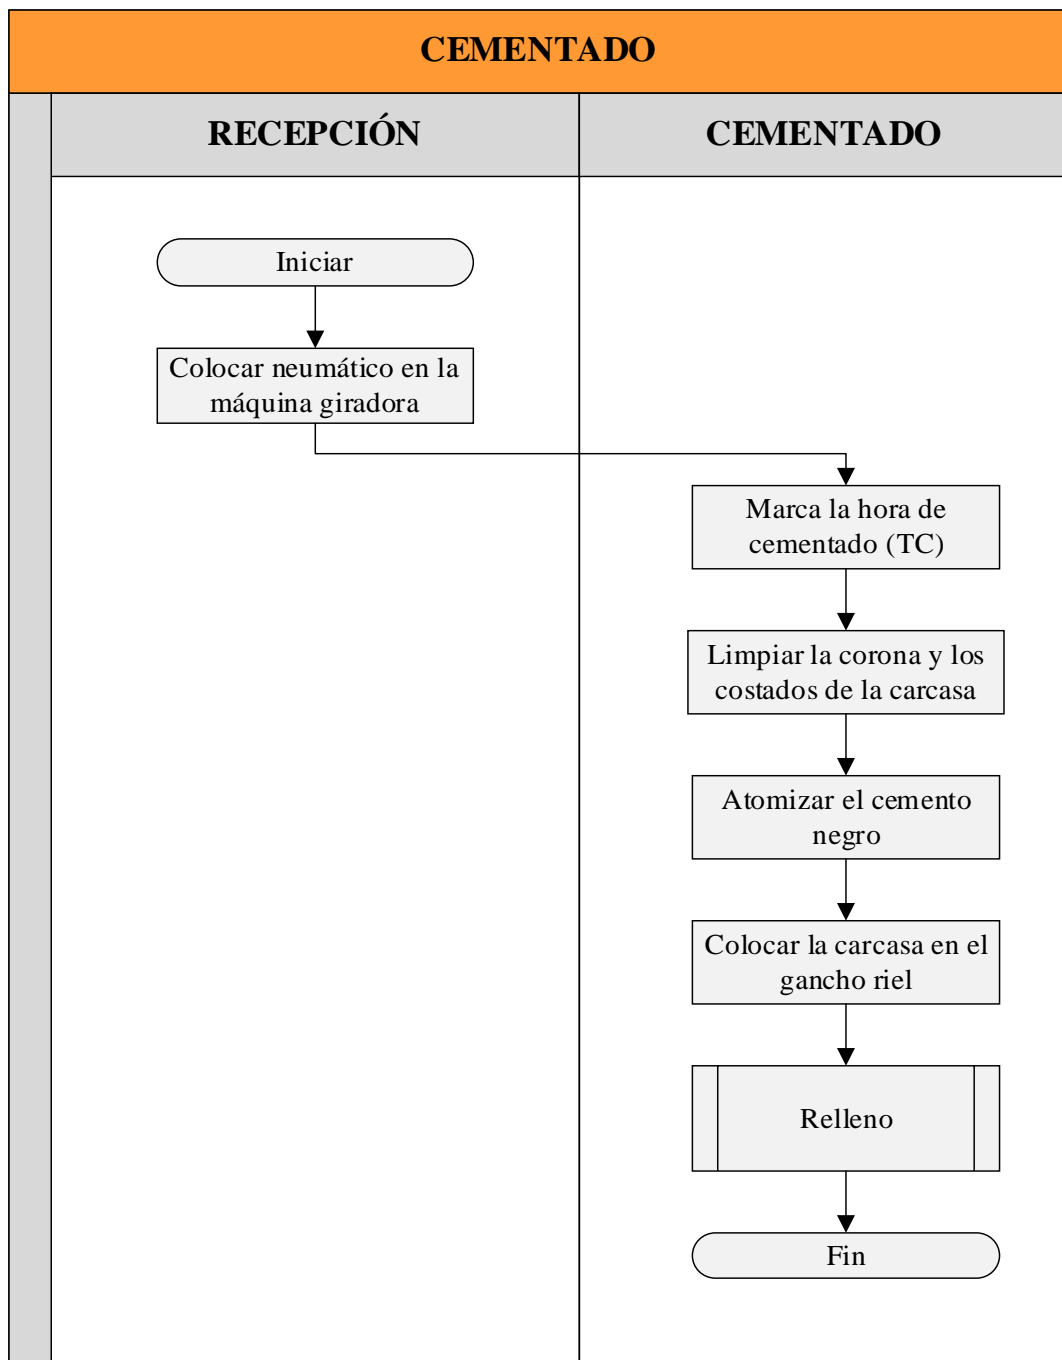 CEMENTADO
RECEPCIÓN
CEMENTADO
Iniciar
Colocar neumático en la
máquina giradora
Marca la hora de
cementado (TC)
Limpiar la corona y los
costados de la carcasa
Atomizar el cemento
negro
Colocar la carcasa en el
gancho riel
Relleno
Fin